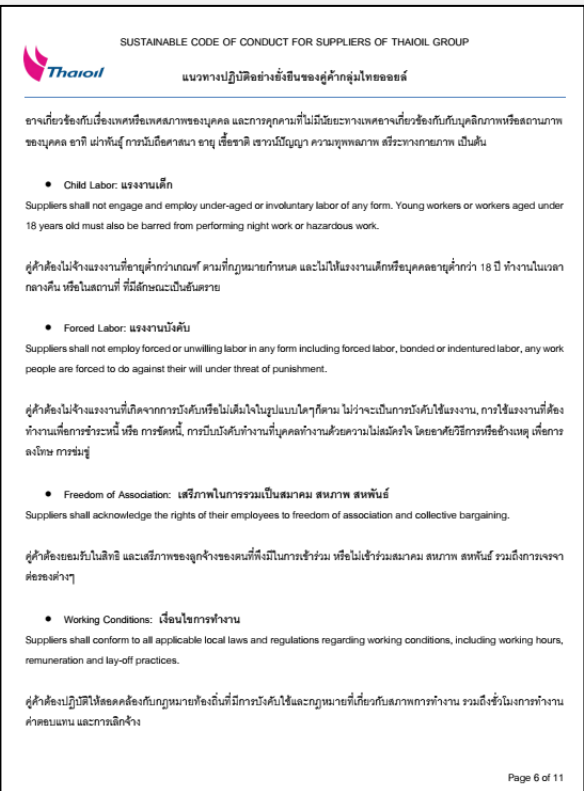 SUSTAINABLE CODE OF CONDUCT FOR SUPPLIERS OF THAIOIL GROUP
Thaioil
แนวทางปฏิบัติอย่างยั่งยืนของคู่ค้ากลุ่มไทยออยล์
อาจเกี่ยวข้องกับเรื่องเพศหรือเพศสภาพของบุคคล และการคุกคามที่ไม่มีนัยยะทางเพศอาจเกี่ยวข้องกับกับบุคลิกภาพหรือสถานภาพ
ของบุคคล อาทิ เผ่าพันธุ์ การนับถือศาสนา อายุ เชื้อชาติ เชาวน์ปัญญา ความทุพพลภาพ สรีระทางกายภาพ เป็นต้น
• Child Labor: แรงงานเด็ก
Suppliers shall not engage and employ under-aged or involuntary labor of any form. Young workers or workers aged under
18 years old must also be barred from performing night work or hazardous work.
คู่ค้าต้องไม่จ้างแรงงานที่อายุต่ำกว่าเกณฑ์ ตามที่กฎหมายกำหนด และไม่ให้แรงงานเด็กหรือบุคคลอายุต่ำกว่า 18 ปี ทำงานในเวลา
กลางคืน หรือในสถานที่ ที่มีลักษณะเป็นอันตราย
• Forced Labor: แรงงานบังคับ
Suppliers shall not employ forced or unwilling labor in any form including forced labor, bonded or indentured labor, any work
people are forced to do against their will under threat of punishment.
คู่ค้าต้องไม่จ้างแรงงานที่เกิดจากการบังคับหรือไม่เต็มใจในรูปแบบใดๆก็ตาม ไม่ว่าจะเป็นการบังคับใช้แรงงาน, การใช้แรงงานที่ต้อง
ทำงานเพื่อการชำระหนี้ หรือ การขัดหนี้, การบีบบังคับทำงานที่บุคคลทำงานด้วยความไม่สมัครใจ โดยอาศัยวิธีการหรืออ้างเหตุ เพื่อการ
ลงโทษ การข่มขู่
• Freedom of Association: เสรีภาพในการรวมเป็นสมาคม สหภาพ สหพันธ์
Suppliers shall acknowledge the rights of their employees to freedom of association and collective bargaining.
คู่ค้าต้องยอมรับในสิทธิ และเสรีภาพของลูกจ้างของตนที่พึงมีในการเข้าร่วม หรือไม่เข้าร่วมสมาคม สหภาพ สหพันธ์ รวมถึงการเจรจา
ต่อรองต่างๆ
• Working Conditions: เงื่อนไขการทำงาน
Suppliers shall conform to all applicable local laws and regulations regarding working conditions, including working hours,
remuneration and lay-off practices.
คู่ค้าต้องปฏิบัติให้สอดคล้องกับกฎหมายท้องถิ่นที่มีการบังคับใช้และกฎหมายที่เกี่ยวกับสภาพการทำงาน รวมถึงชั่วโมงการทำงาน
ค่าตอบแทน และการเลิกจ้าง
Page 6 of 11